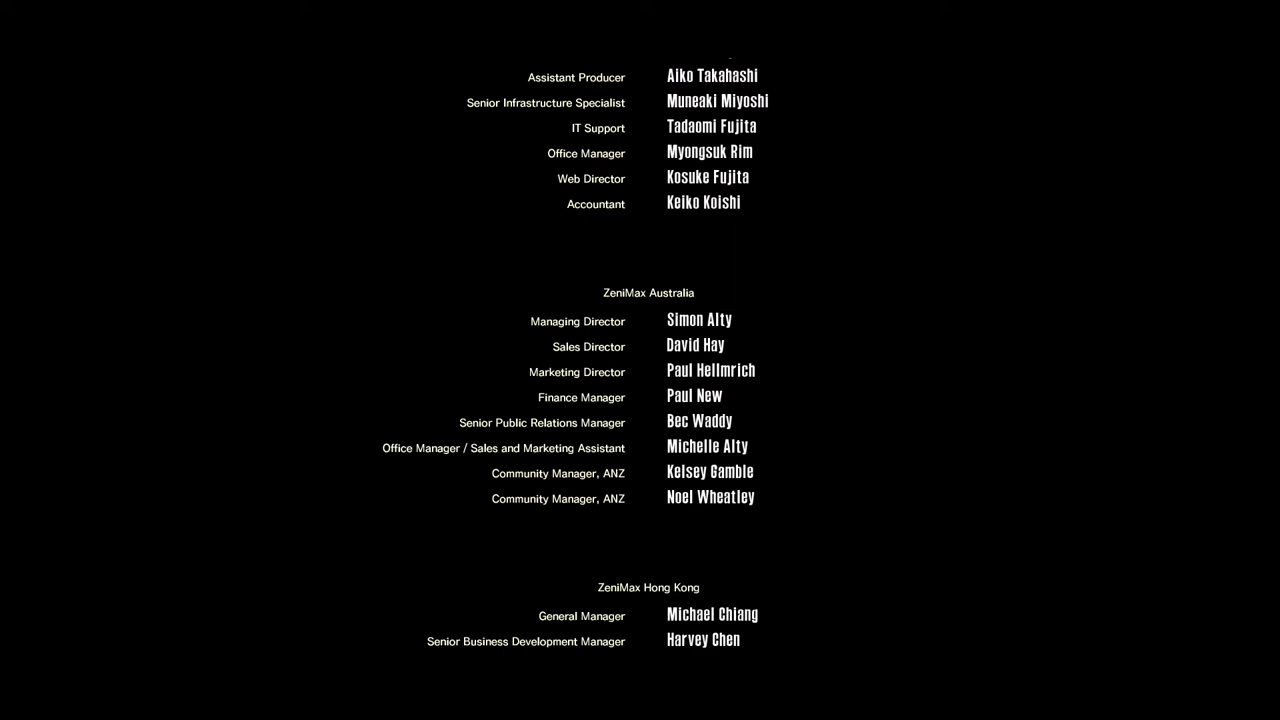 Assistant Producer Aiko Takahashi
Senior Infrastructure Specialist Muneaki Miyoshi
IT Support Tadaomi Fujita
Office Manager Myongsuk Rim
Web Director Kosuke Fujita
Accountant Keiko Koishi
ZeniMax Australia
Managing Director Simon Alty
Sales Director David Hay
Marketing Director Paul Hellmrich
Finance Manager Paul New
Senior Public Relations Manager Bec Waddy
Office Manager / Sales and Marketing Assistant Michelle Alty
Community Manager, ANZ Kelsey Gamble
Community Manager, ANZ Noel Wheatley
ZeniMax Hong Kong
General Manager Michael Chiang
Senior Business Development Manager Harvey Chen